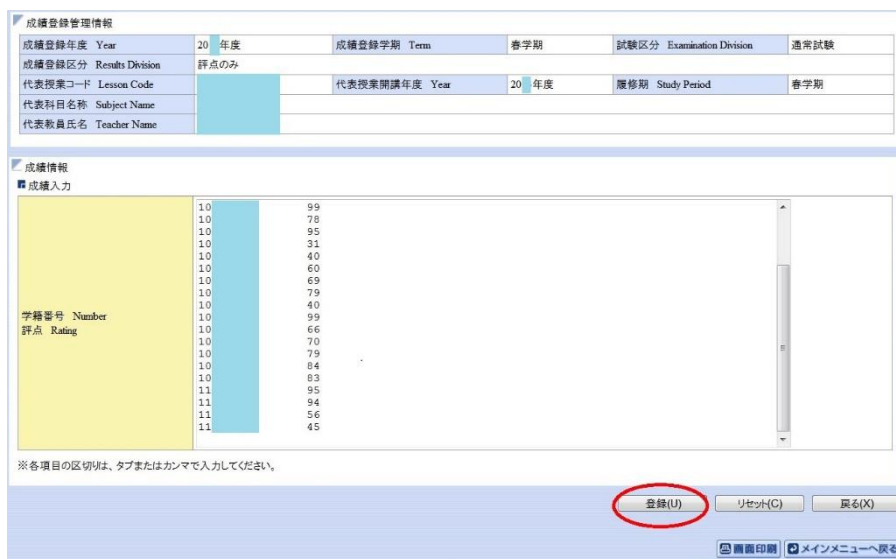 成績登録管理情報
成績登録年度 Year 20 年度 成績登録学期 Term 春学期 試験区分 Examination Division 通常試験
成績登録区分 Results Division 評点のみ
代表授業コード Lesson Code 代表授業開講年度 Year 20 年度 履修期 Study Period 春学期
代表科目名称 Subject Name
代表教員氏名 Teacher Name
成績情報
成績入力
学籍番号 Number
評点 Rating
10 99
10 78
10 95
10 31
10 40
10 60
10 69
10 79
10 40
10 99
10 66
10 70
10 79
10 84
10 83
11 95
11 94
11 56
11 45
※各項目の区切りは、タブまたはカンマで入力してください。
登録(U) リセット(C) 戻る(X)
画面印刷 メインメニューへ戻る